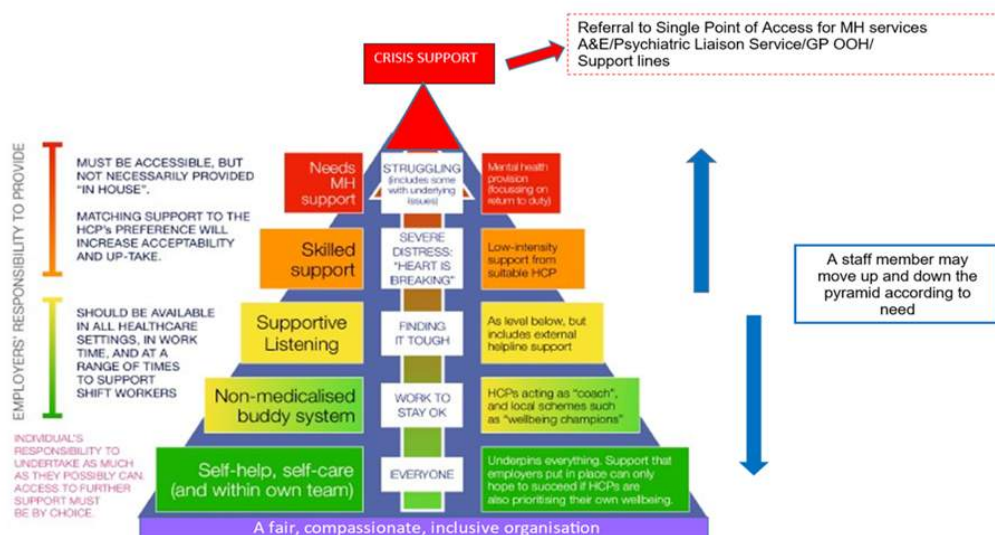 CRISIS SUPPORT
Referral to Single Point of Access for MH services
A&E/Psychiatric Liaison Service/GP OOH/
Support lines
EMPLOYERS' RESPONSIBILITY TO PROVIDE
MUST BE ACCESSIBLE, BUT
NOT NECESSARILY PROVIDED
"IN HOUSE".
MATCHING SUPPORT TO THE
HCP's PREFERENCE WILL
INCREASE ACCEPTABILITY
AND UP-TAKE.
Needs
MH
support
STRUGGLING
(includes some
with underlying
issues)
Mental health
provision
(focussing on
return to duty)
Skilled
support
SEVERE
DISTRESS:
"HEART IS
BREAKING"
Low-intensity
support from
suitable HCP
SHOULD BE AVAILABLE
IN ALL HEALTHCARE
SETTINGS, IN WORK
TIME, AND AT A
RANGE OF TIMES
TO SUPPORT
SHIFT WORKERS
Supportive
Listening
FINDING
IT TOUGH
As level below, but
includes external
helpline support
Non-medicalised
buddy system
WORK TO
STAY OK
HCPs acting as "coach",
and local schemes such
as "wellbeing champions"
INDIVIDUAL'S
RESPONSIBILITY TO
UNDERTAKE AS MUCH
AS THEY POSSIBLY CAN.
ACCESS TO FURTHER
SUPPORT MUST
BE BY CHOICE.
Self-help, self-care
(and within own team)
EVERYONE
Underpins everything. Support that
employers put in place can only
hope to succeed if HCPs are
also prioritising their own wellbeing.
A fair, compassionate, inclusive organisation
A staff member may
move up and down the
pyramid according to
need